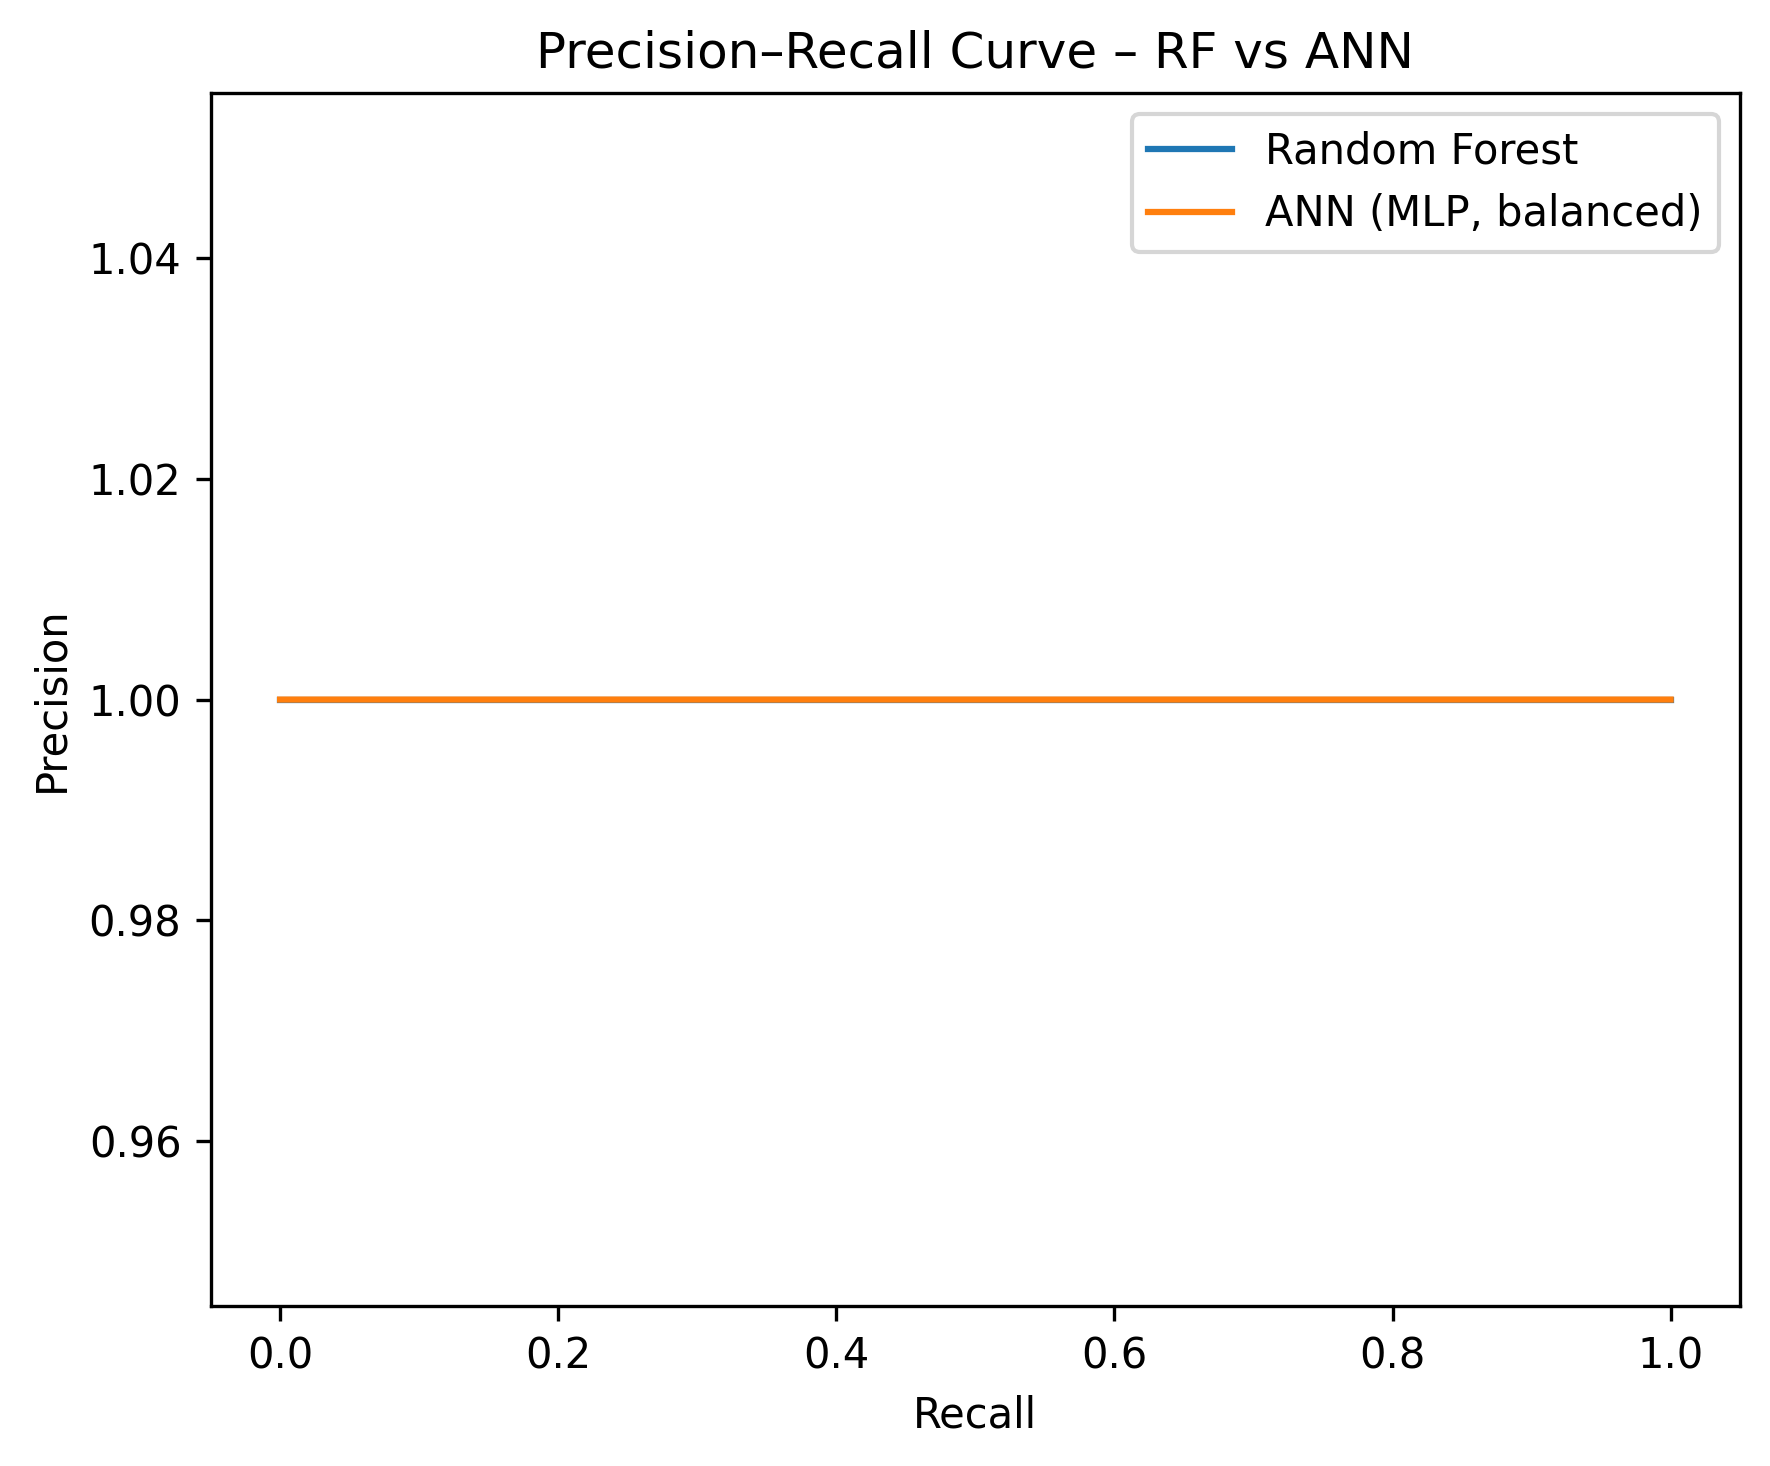 Precision–Recall Curve – RF vs ANN
Random Forest
ANN (MLP, balanced)
1.04
1.02
1.00
0.98
0.96
Precision
0.0 0.2 0.4 0.6 0.8 1.0
Recall